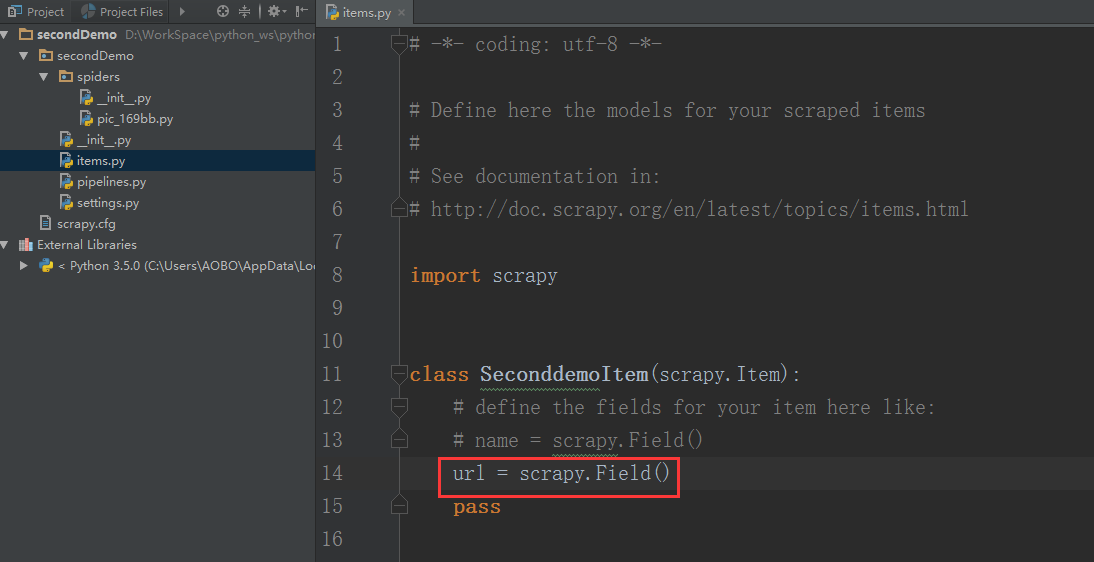 Project Project Files
items.py
secondDemo D:\WorkSpace\python_ws\python
secondDemo
spiders
__init__.py
pic_169bb.py
__init__.py
items.py
pipelines.py
settings.py
scrapy.cfg
External Libraries
< Python 3.5.0 (C:\Users\AOBO\AppData\Loc
1 # -*- coding: utf-8 -*-
2
3 # Define here the models for your scraped items
4 #
5 # See documentation in:
6 # http://doc.scrapy.org/en/latest/topics/items.html
7
8 import scrapy
9
10
11 class SeconddemoItem(scrapy.Item):
12 # define the fields for your item here like:
13 # name = scrapy.Field()
14 url = scrapy.Field()
15 pass
16